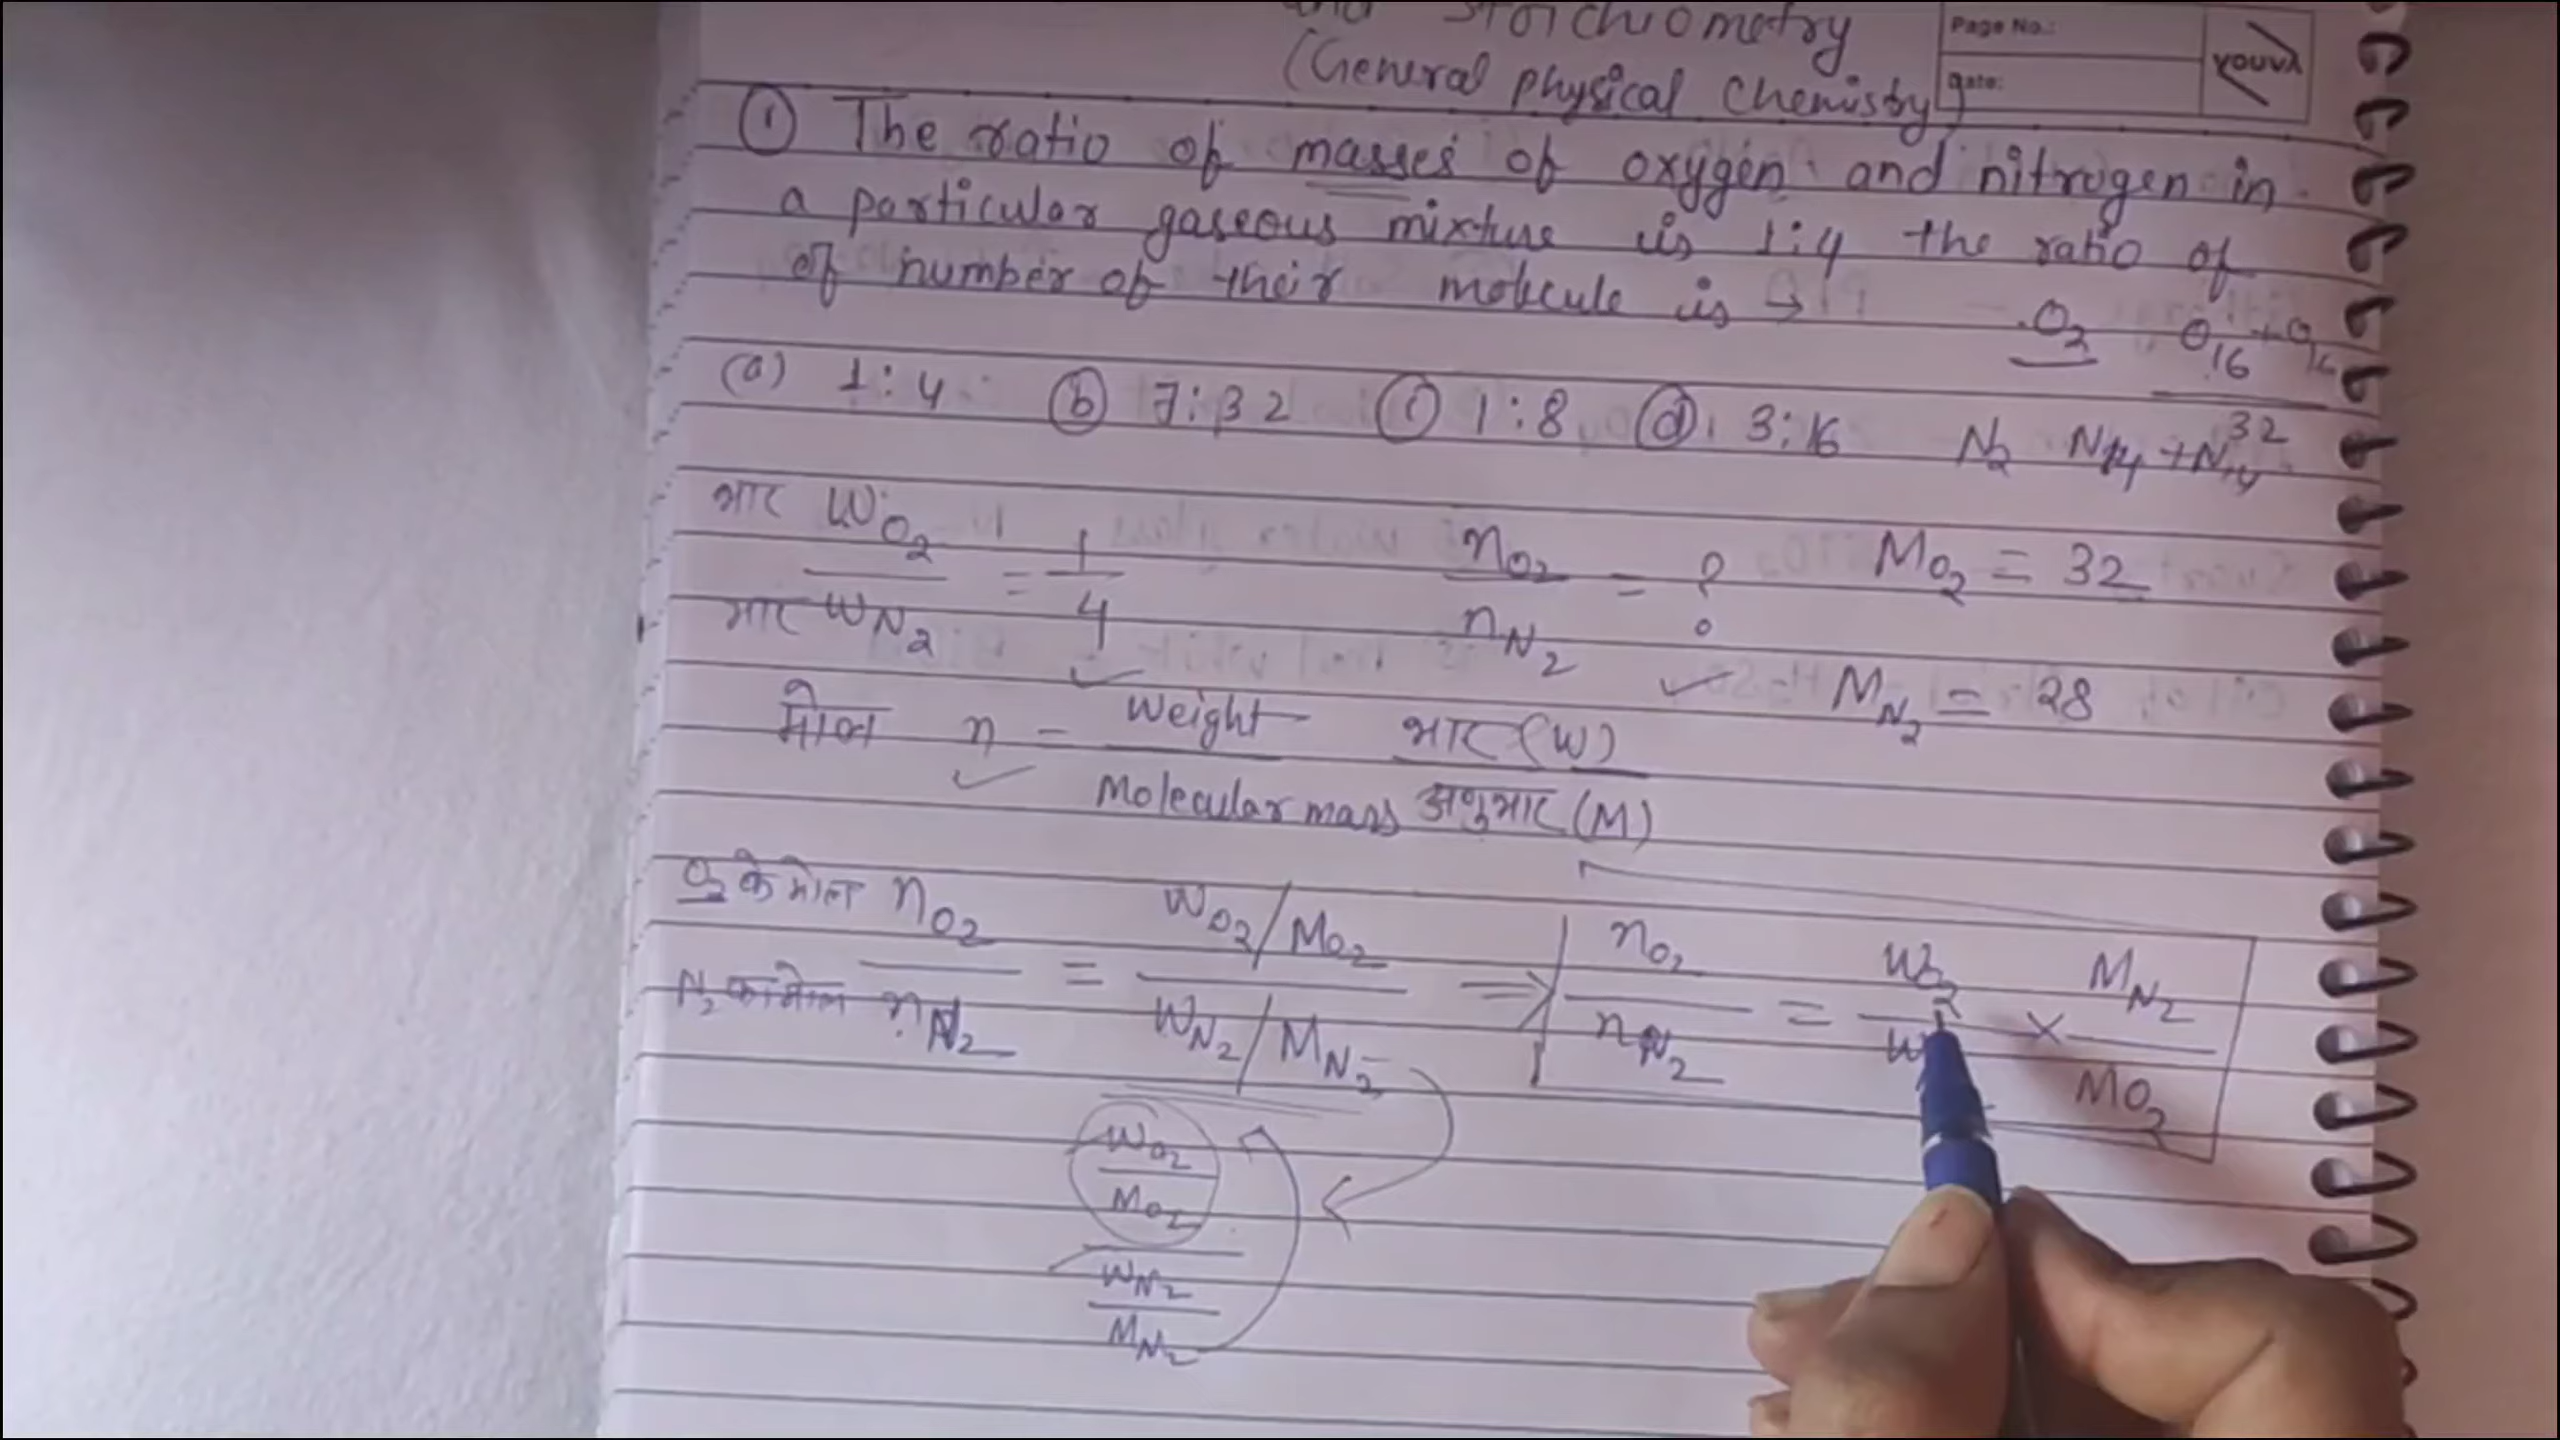 and Stoichiometry
(General physical Chemistry)
Page No.:
Date:
youva
① The ratio of masses of oxygen and nitrogen in
a particular gaseous mixture is 1:4 the ratio of
of number of their molecule is →
O2 O16 + O16
32
(a) 1:4 (b) 7:32 (c) 1:8 (d) 3:16
N2 N14 + N14
भार WO2 / भार WN2 = 1/4
nO2 / nN2 = ?
MO2 = 32
MN2 = 28
मोल n = Weight / Molecular mass भार (W) / अणुभार (M)
O2 के मोल nO2 / N2 का मोल nN2 = WO2/MO2 / WN2/MN2 ⇒ nO2 / nN2 = WO2 / W × MN2 / MO2
WO2
MO2
WN2
MN2